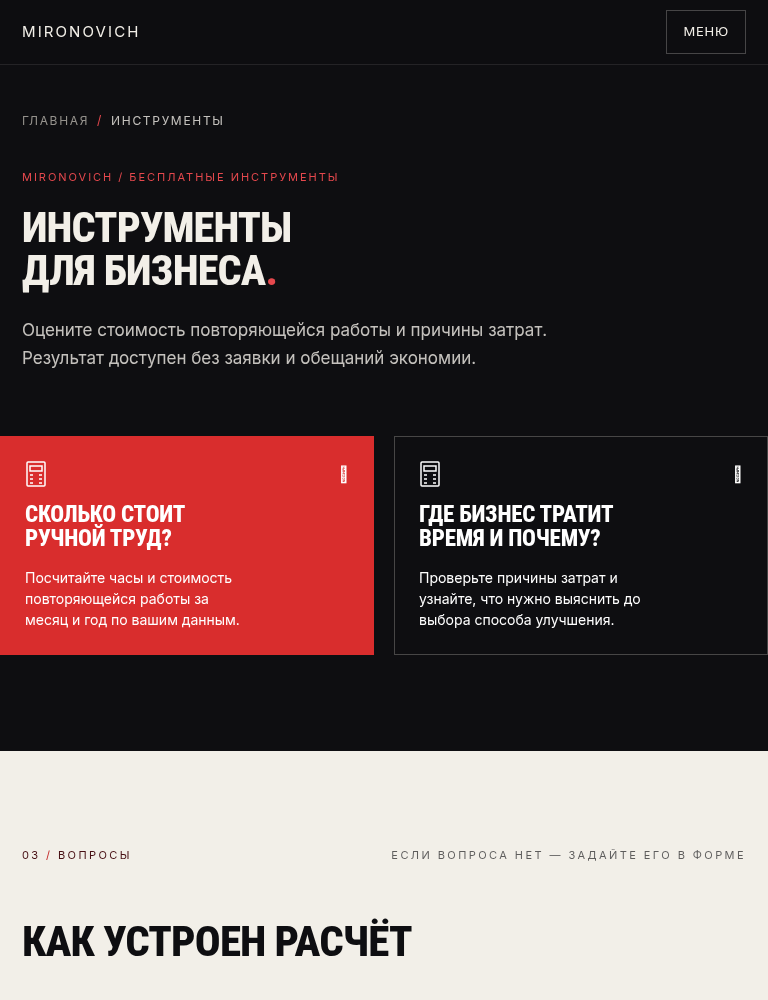 MIRONOVICH
МЕНЮ
ГЛАВНАЯ / ИНСТРУМЕНТЫ
MIRONOVICH / БЕСПЛАТНЫЕ ИНСТРУМЕНТЫ
ИНСТРУМЕНТЫ
ДЛЯ БИЗНЕСА.
Оцените стоимость повторяющейся работы и причины затрат.
Результат доступен без заявки и обещаний экономии.
СКОЛЬКО СТОИТ
РУЧНОЙ ТРУД?
Посчитайте часы и стоимость
повторяющейся работы за
месяц и год по вашим данным.
ГДЕ БИЗНЕС ТРАТИТ
ВРЕМЯ И ПОЧЕМУ?
Проверьте причины затрат и
узнайте, что нужно выяснить до
выбора способа улучшения.
03 / ВОПРОСЫ
ЕСЛИ ВОПРОСА НЕТ — ЗАДАЙТЕ ЕГО В ФОРМЕ
КАК УСТРОЕН РАСЧЁТ